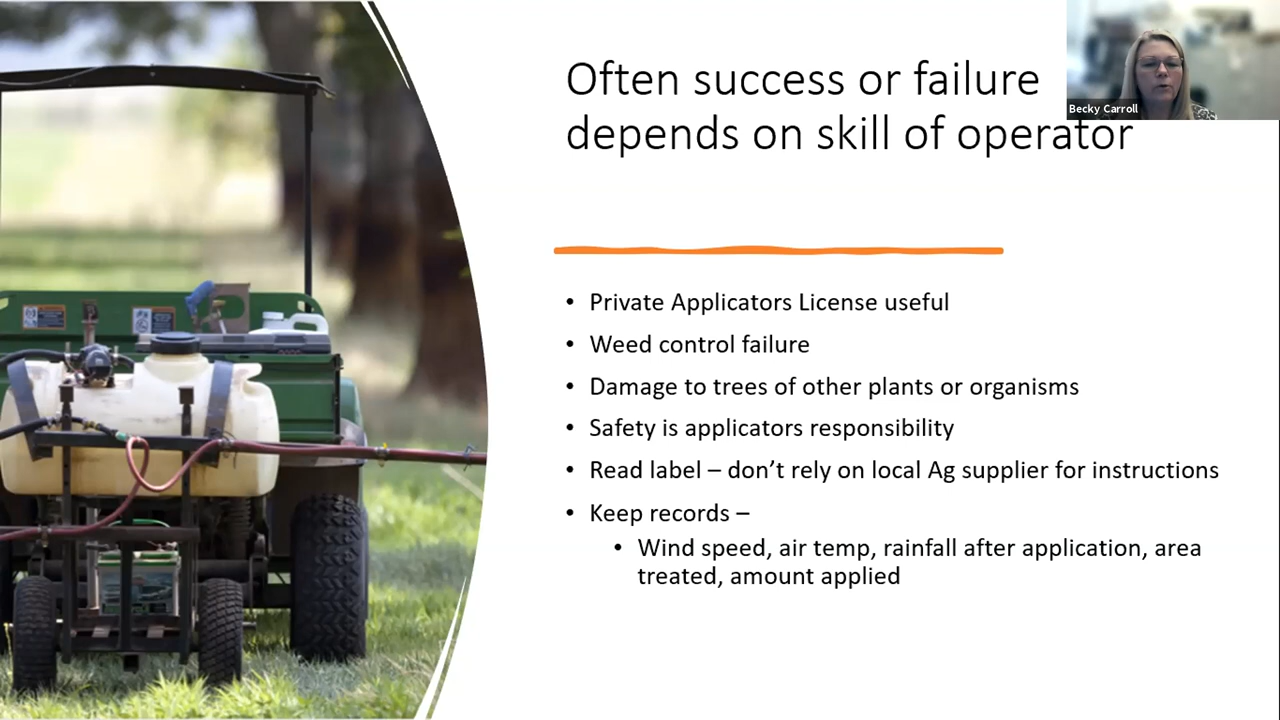 Often success or failure
depends on skill of operator
Becky Carroll
• Private Applicators License useful
• Weed control failure
• Damage to trees of other plants or organisms
• Safety is applicators responsibility
• Read label – don’t rely on local Ag supplier for instructions
• Keep records –
• Wind speed, air temp, rainfall after application, area
treated, amount applied